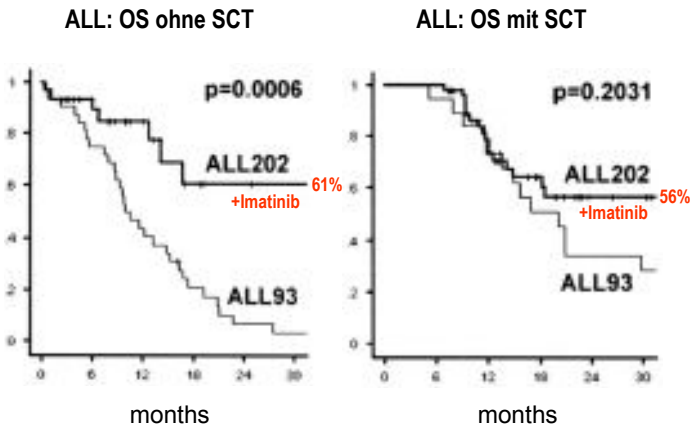 ALL: OS ohne SCT
p=0.0006
1
.8
.6
.4
.2
0
ALL202
61%
+Imatinib
ALL93
0 6 12 18 24 30
months
ALL: OS mit SCT
p=0.2031
1
.8
.6
.4
.2
0
ALL202
56%
+Imatinib
ALL93
0 6 12 18 24 30
months